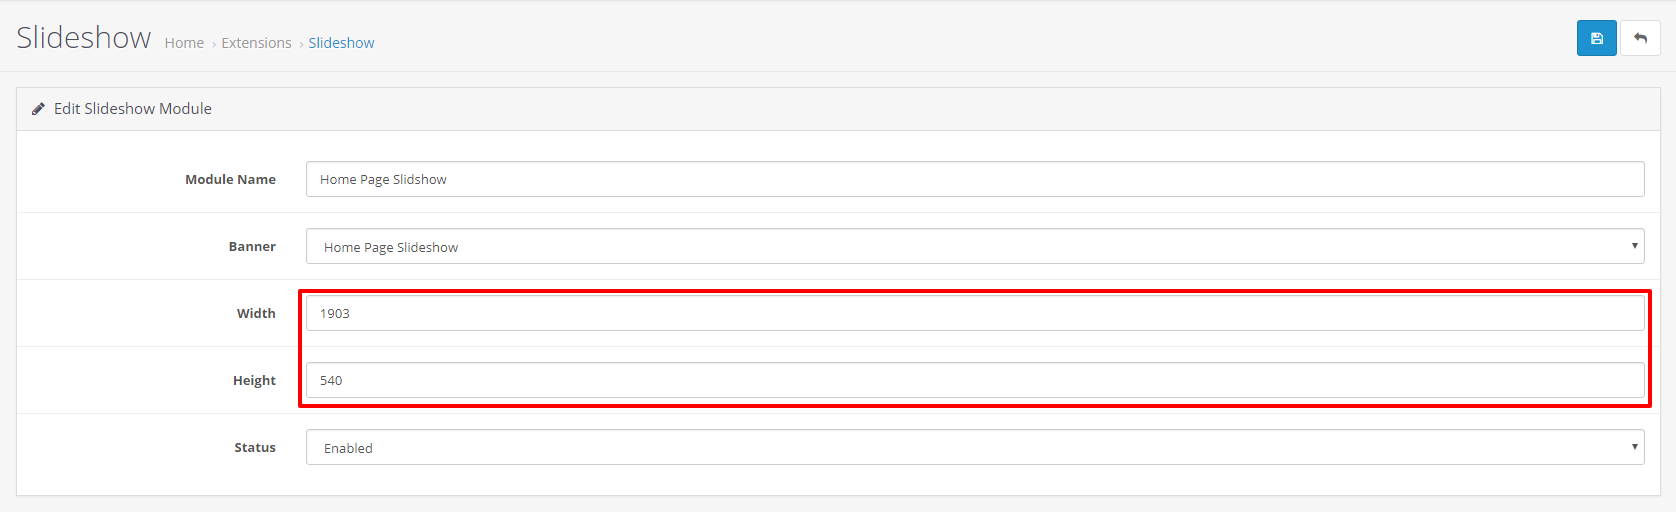 Slideshow Home › Extensions › Slideshow
Edit Slideshow Module
Module Name Home Page Slidshow
Banner Home Page Slideshow
Width 1903
Height 540
Status Enabled